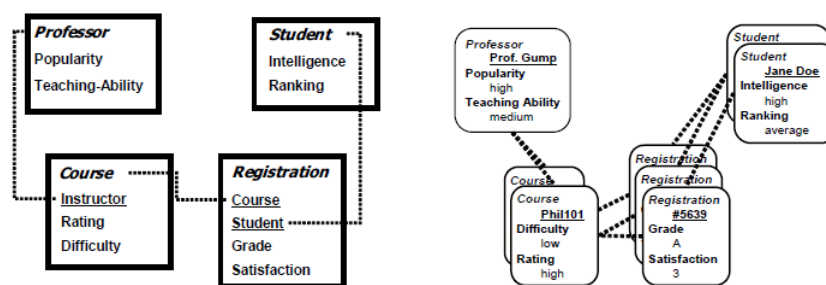 Professor
Popularity
Teaching-Ability
Student
Intelligence
Ranking
Course
Instructor
Rating
Difficulty
Registration
Course
Student
Grade
Satisfaction
Professor
Prof. Gump
Popularity
high
Teaching Ability
medium
Student
Student
Jane Doe
Intelligence
high
Ranking
average
Course
Course
Phil101
Difficulty
low
Rating
high
Registration
Registration
Registration
#5639
Grade
A
Satisfaction
3